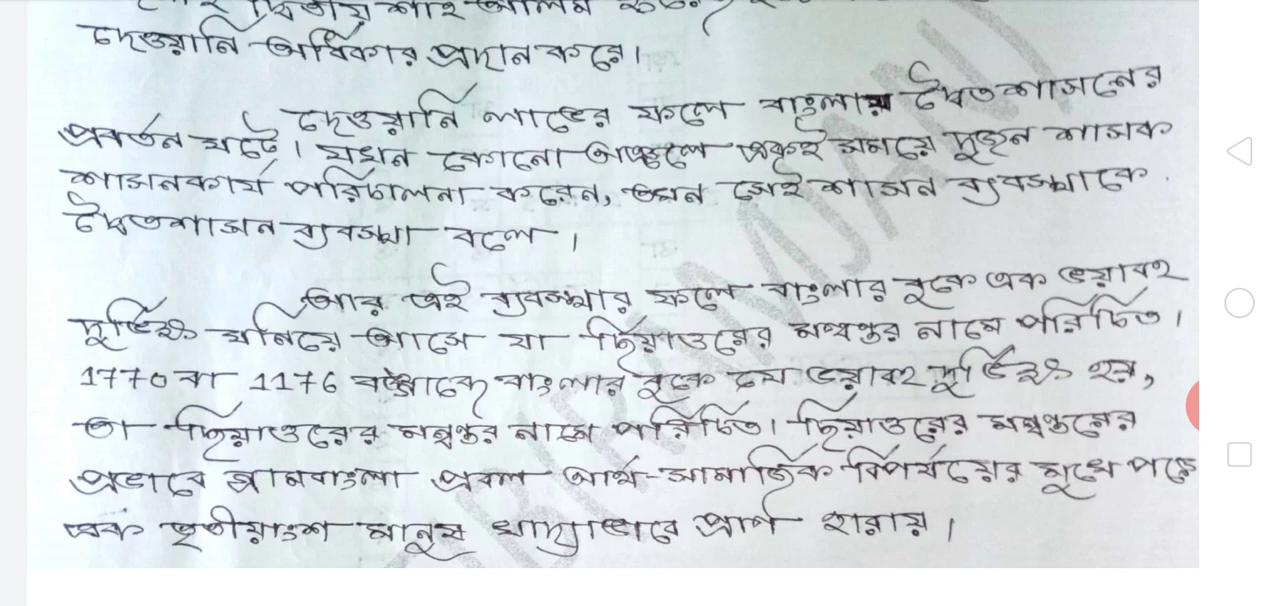 দ্বিতীয় শাহ আলম
দেওয়ানি অধিকার প্রদান করে।
দেওয়ানি লাভের ফলে বাংলায় দ্বৈতশাসনের
প্রবর্তন ঘটে। যখন কোনো অঞ্চলে একই সময়ে দুজন শাসক
শাসনকার্য পরিচালনা করেন, তখন সেই শাসন ব্যবস্থাকে
দ্বৈতশাসন ব্যবস্থা বলে।
আর এই ব্যবস্থার ফলে বাংলার বুকে এক ভয়াবহ
দুর্ভিক্ষ ঘনিয়ে আসে যা ছিয়াত্তরের মন্বন্তর নামে পরিচিত।
1770 বা 1176 বঙ্গাব্দে বাংলার বুকে যে ভয়াবহ দুর্ভিক্ষ হয়,
তা ছিয়াত্তরের মন্বন্তর নামে পরিচিত। ছিয়াত্তরের মন্বন্তরের
প্রভাবে গ্রামবাংলা প্রবল আর্থ-সামাজিক বিপর্যয়ের মুখে পড়ে
এক তৃতীয়াংশ মানুষ খাদ্যাভাবে প্রাণ হারায়।